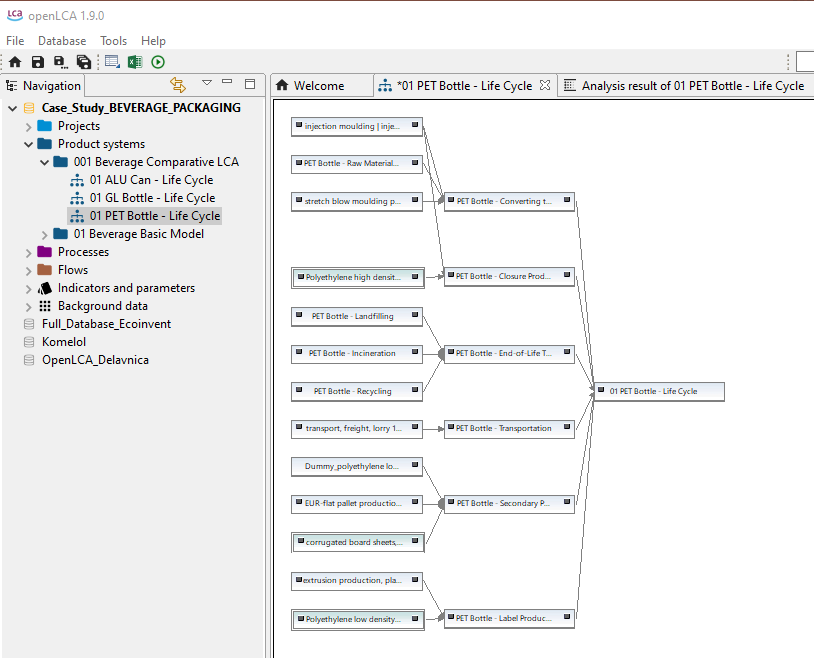 LCA openLCA 1.9.0
File Database Tools Help
Navigation
Welcome
*01 PET Bottle - Life Cycle
Analysis result of 01 PET Bottle - Life Cycle
Case_Study_BEVERAGE_PACKAGING
Projects
Product systems
001 Beverage Comparative LCA
01 ALU Can - Life Cycle
01 GL Bottle - Life Cycle
01 PET Bottle - Life Cycle
01 Beverage Basic Model
Processes
Flows
Indicators and parameters
Background data
Full_Database_Ecoinvent
Komelol
OpenLCA_Delavnica
injection moulding | inje...
PET Bottle - Raw Material...
stretch blow moulding p...
PET Bottle - Converting t...
Polyethylene high densit...
PET Bottle - Closure Prod...
PET Bottle - Landfilling
PET Bottle - Incineration
PET Bottle - End-of-Life T...
PET Bottle - Recycling
01 PET Bottle - Life Cycle
transport, freight, lorry 1...
PET Bottle - Transportation
Dummy_polyethylene lo...
EUR-flat pallet productio...
PET Bottle - Secondary P...
corrugated board sheets,...
extrusion production, pla...
Polyethylene low density...
PET Bottle - Label Produc...